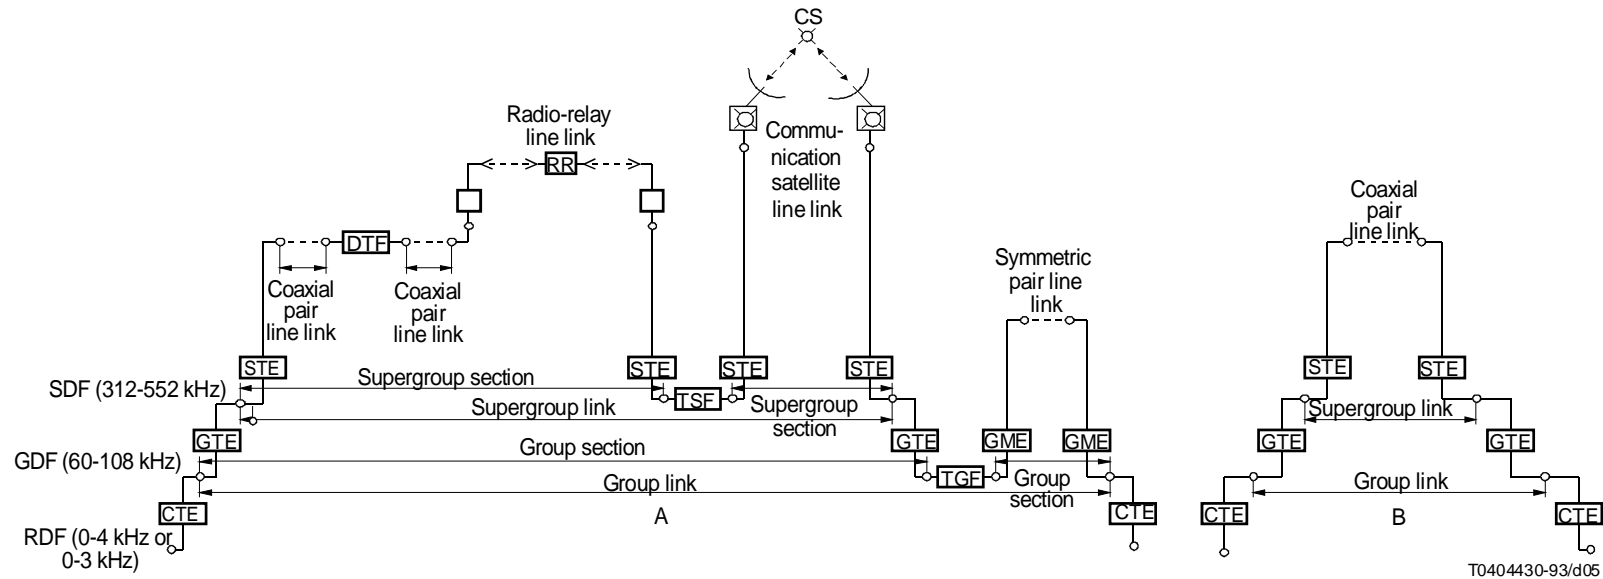 CS
Radio-relay
line link
RR
Commu-
nication
satellite
line link
DTF
Coaxial
pair
line link
Coaxial
pair
line link
Symmetric
pair line
link
Coaxial
pair
line link
STE
STE
STE
STE
STE
STE
SDF (312-552 kHz)
Supergroup section
TSF
Supergroup link
Supergroup
section
Supergroup link
GTE
GTE
GME
GME
GTE
GTE
GDF (60-108 kHz)
Group section
TGF
Group link
Group
section
Group link
CTE
CTE
CTE
CTE
A
B
RDF (0-4 kHz or
0-3 kHz)
T0404430-93/d05